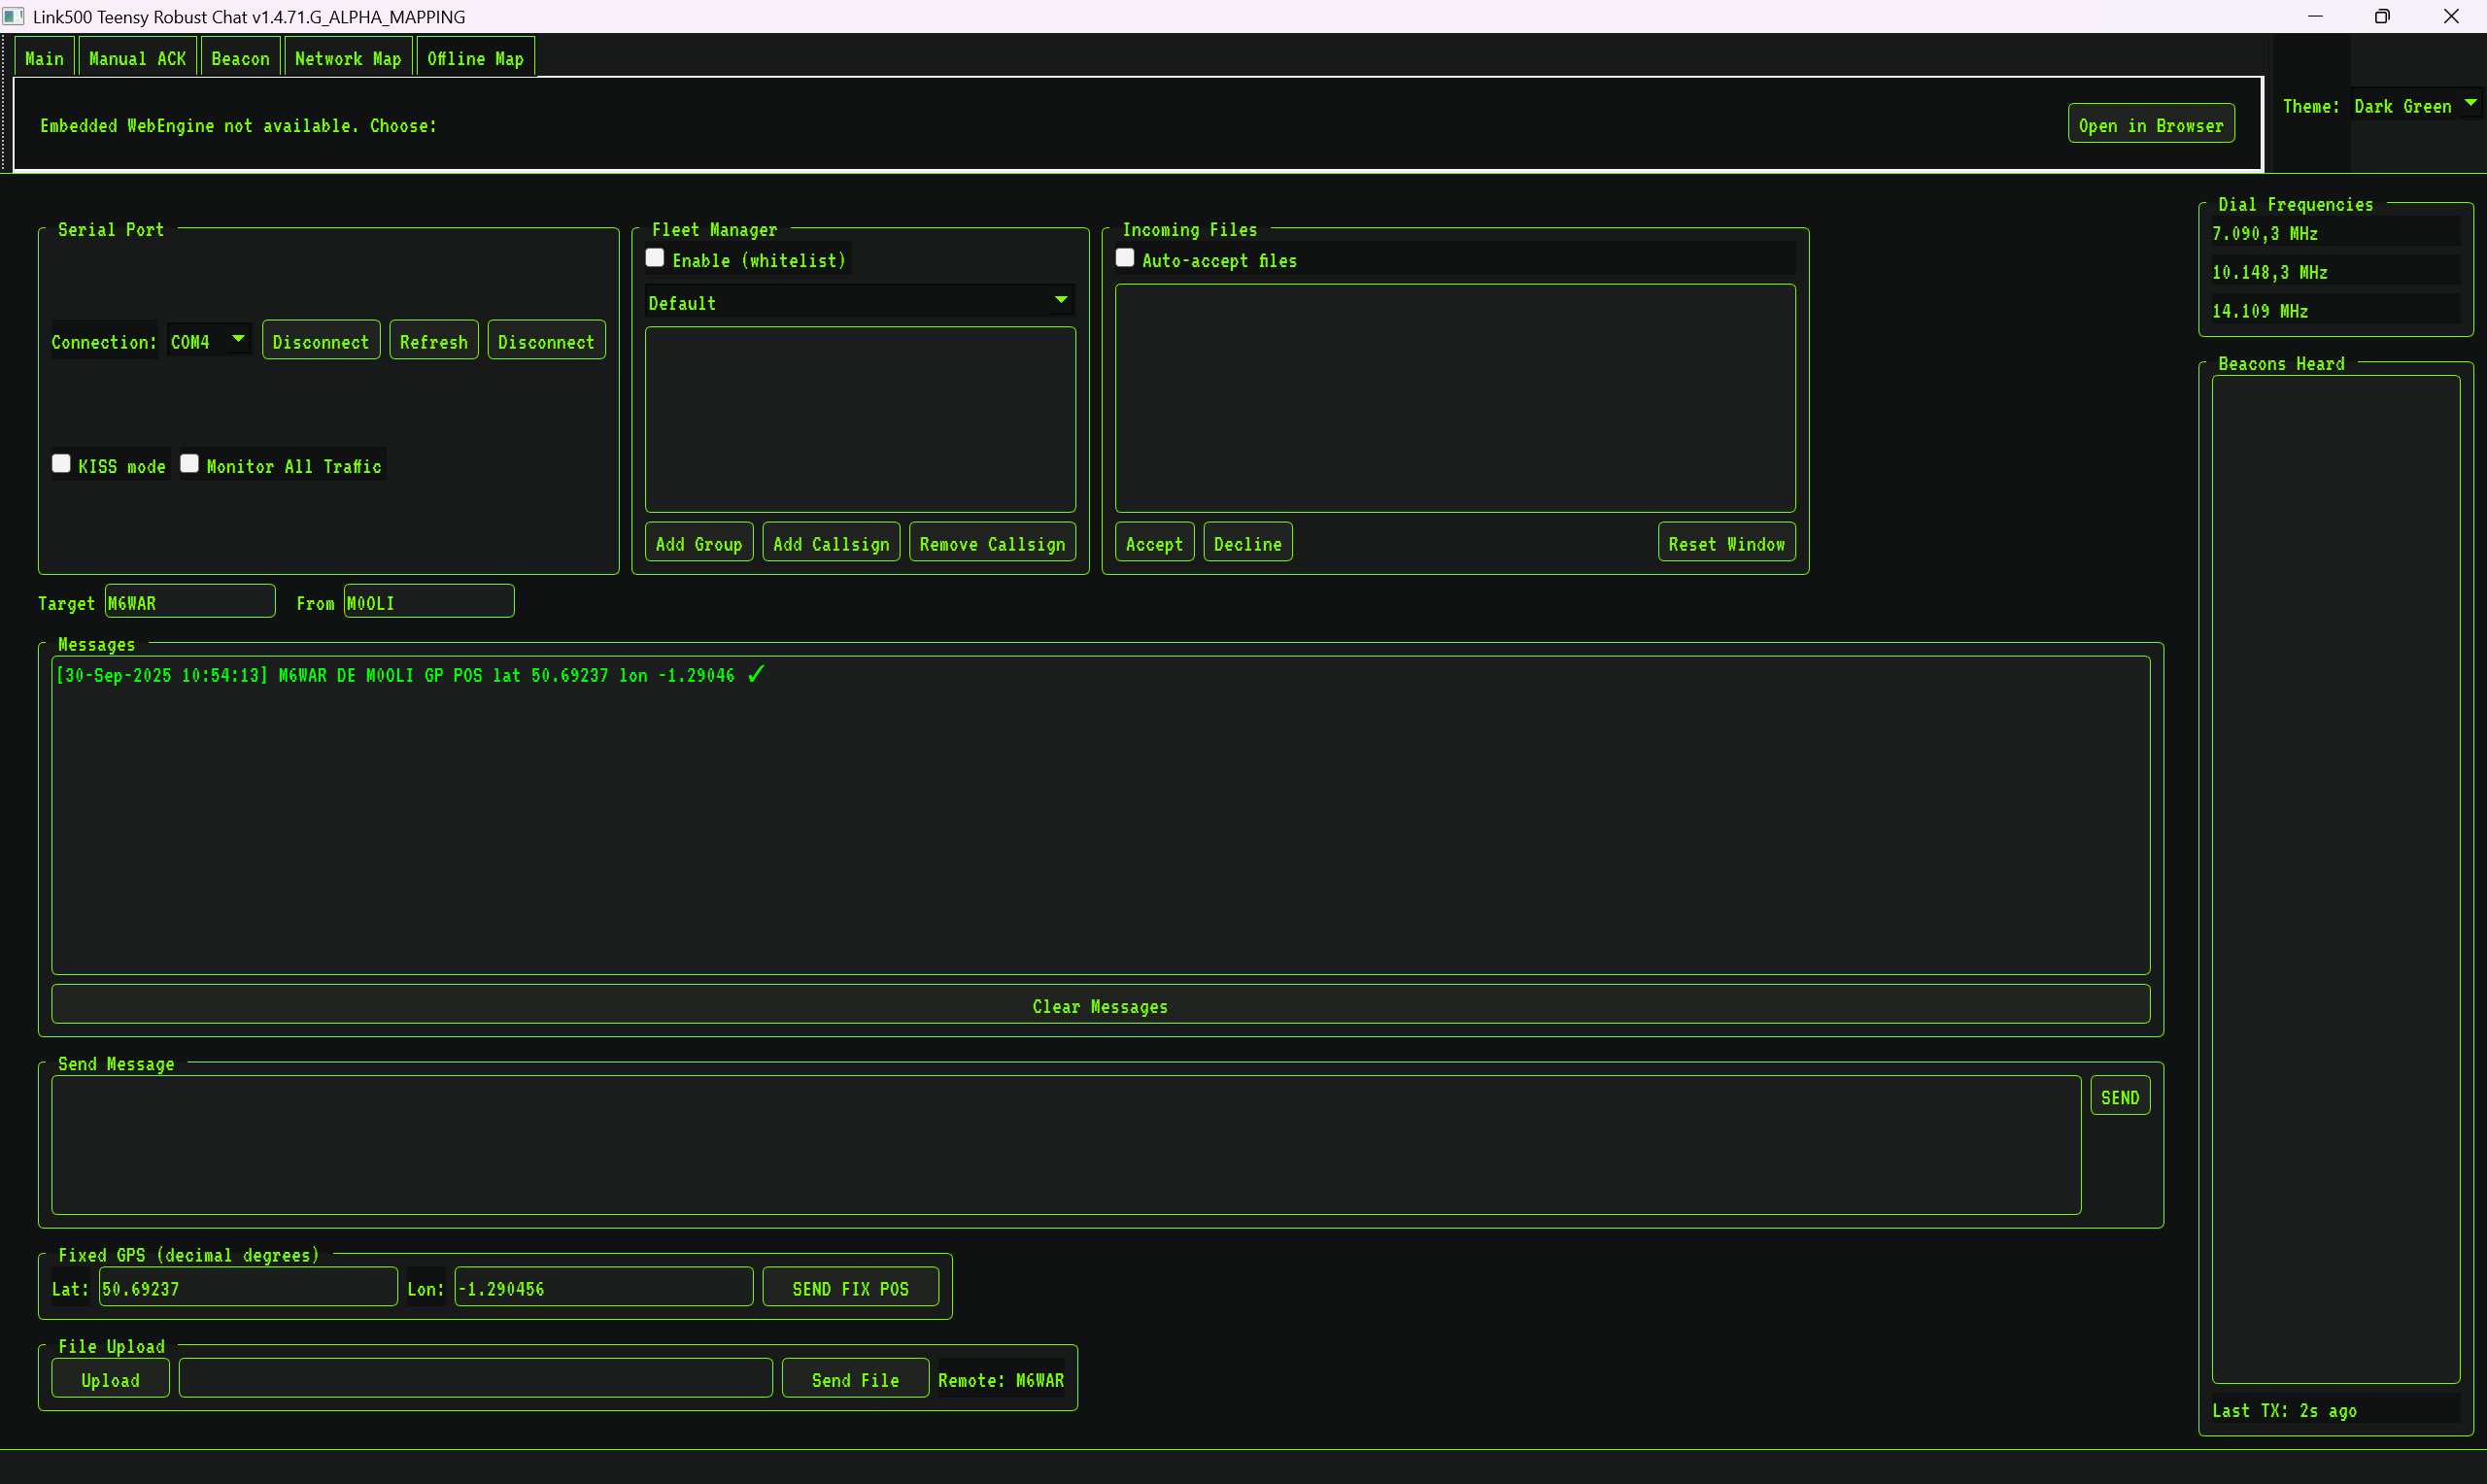 Link500 Teensy Robust Chat v1.4.71.G_ALPHA_MAPPING
Main Manual ACK Beacon Network Map Offline Map
Embedded WebEngine not available. Choose: Open in Browser
Theme: Dark Green
Serial Port
Connection: COM4 Disconnect Refresh Disconnect
KISS mode Monitor All Traffic
Fleet Manager
Enable (whitelist)
Default
Add Group Add Callsign Remove Callsign
Incoming Files
Auto-accept files
Accept Decline Reset Window
Dial Frequencies
7.090,3 MHz
10.148,3 MHz
14.109 MHz
Beacons Heard
Target M6WAR From M0OLI
Messages
[30-Sep-2025 10:54:13] M6WAR DE M0OLI GP POS lat 50.69237 lon -1.29046 ✓
Clear Messages
Send Message
SEND
Fixed GPS (decimal degrees)
Lat: 50.69237 Lon: -1.290456 SEND FIX POS
File Upload
Upload Send File Remote: M6WAR
Last TX: 2s ago